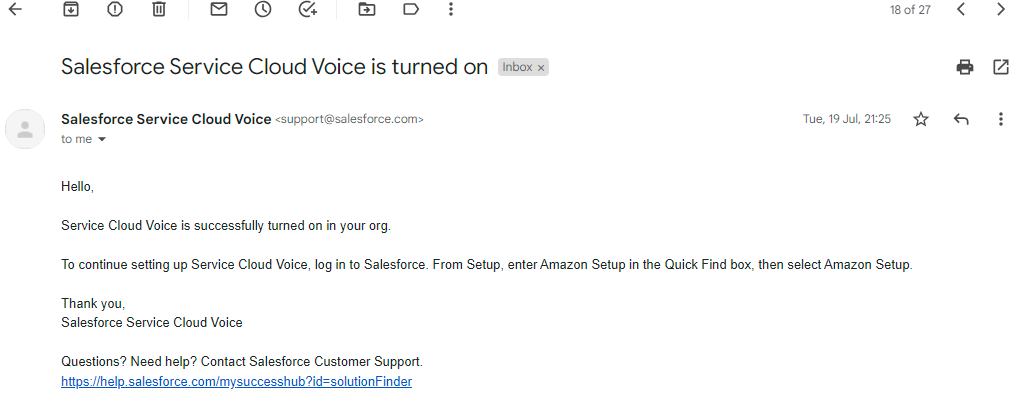 18 of 27
Salesforce Service Cloud Voice is turned on Inbox ×
Salesforce Service Cloud Voice <support@salesforce.com> Tue, 19 Jul, 21:25
to me
Hello,
Service Cloud Voice is successfully turned on in your org.
To continue setting up Service Cloud Voice, log in to Salesforce. From Setup, enter Amazon Setup in the Quick Find box, then select Amazon Setup.
Thank you,
Salesforce Service Cloud Voice
Questions? Need help? Contact Salesforce Customer Support.
https://help.salesforce.com/mysuccesshub?id=solutionFinder